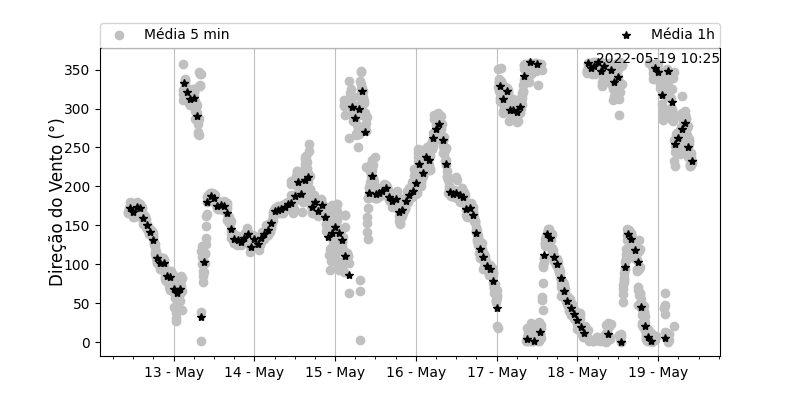 Média 5 min
Média 1h
2022-05-19 10:25
Direção do Vento (°)
350
300
250
200
150
100
50
0
13 - May
14 - May
15 - May
16 - May
17 - May
18 - May
19 - May